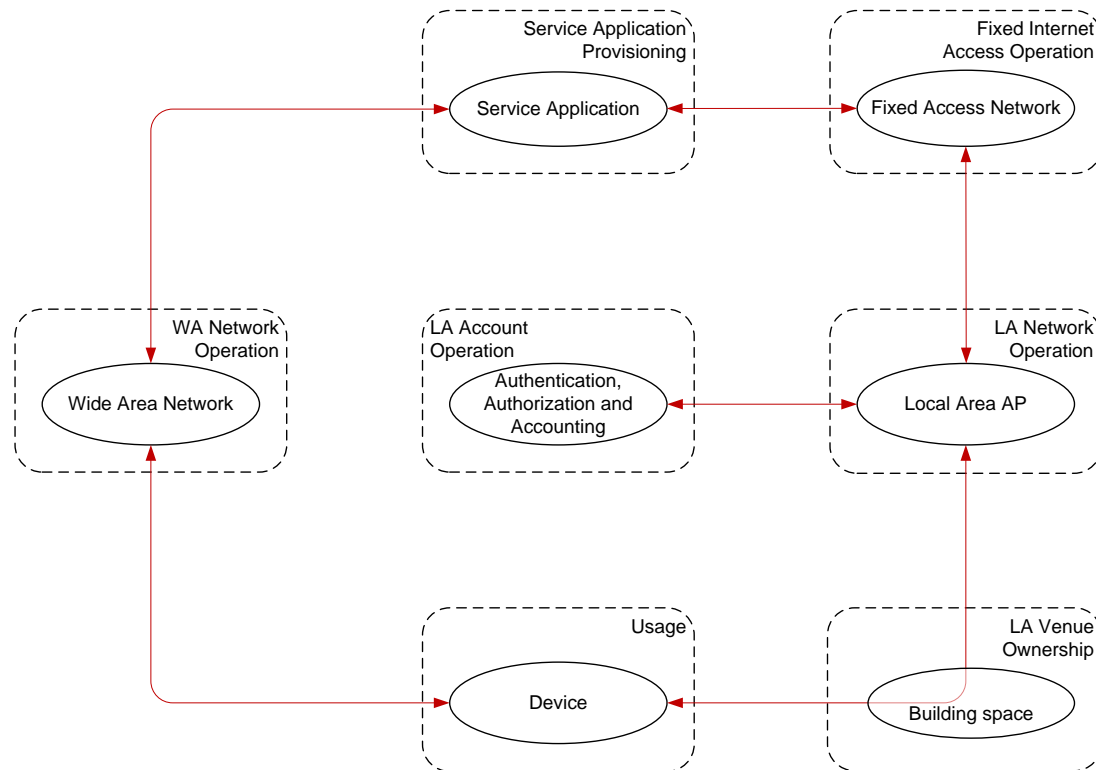 Service Application
Provisioning
Service Application
Fixed Internet
Access Operation
Fixed Access Network
WA Network
Operation
Wide Area Network
LA Account
Operation
Authentication,
Authorization and
Accounting
LA Network
Operation
Local Area AP
Usage
Device
LA Venue
Ownership
Building space